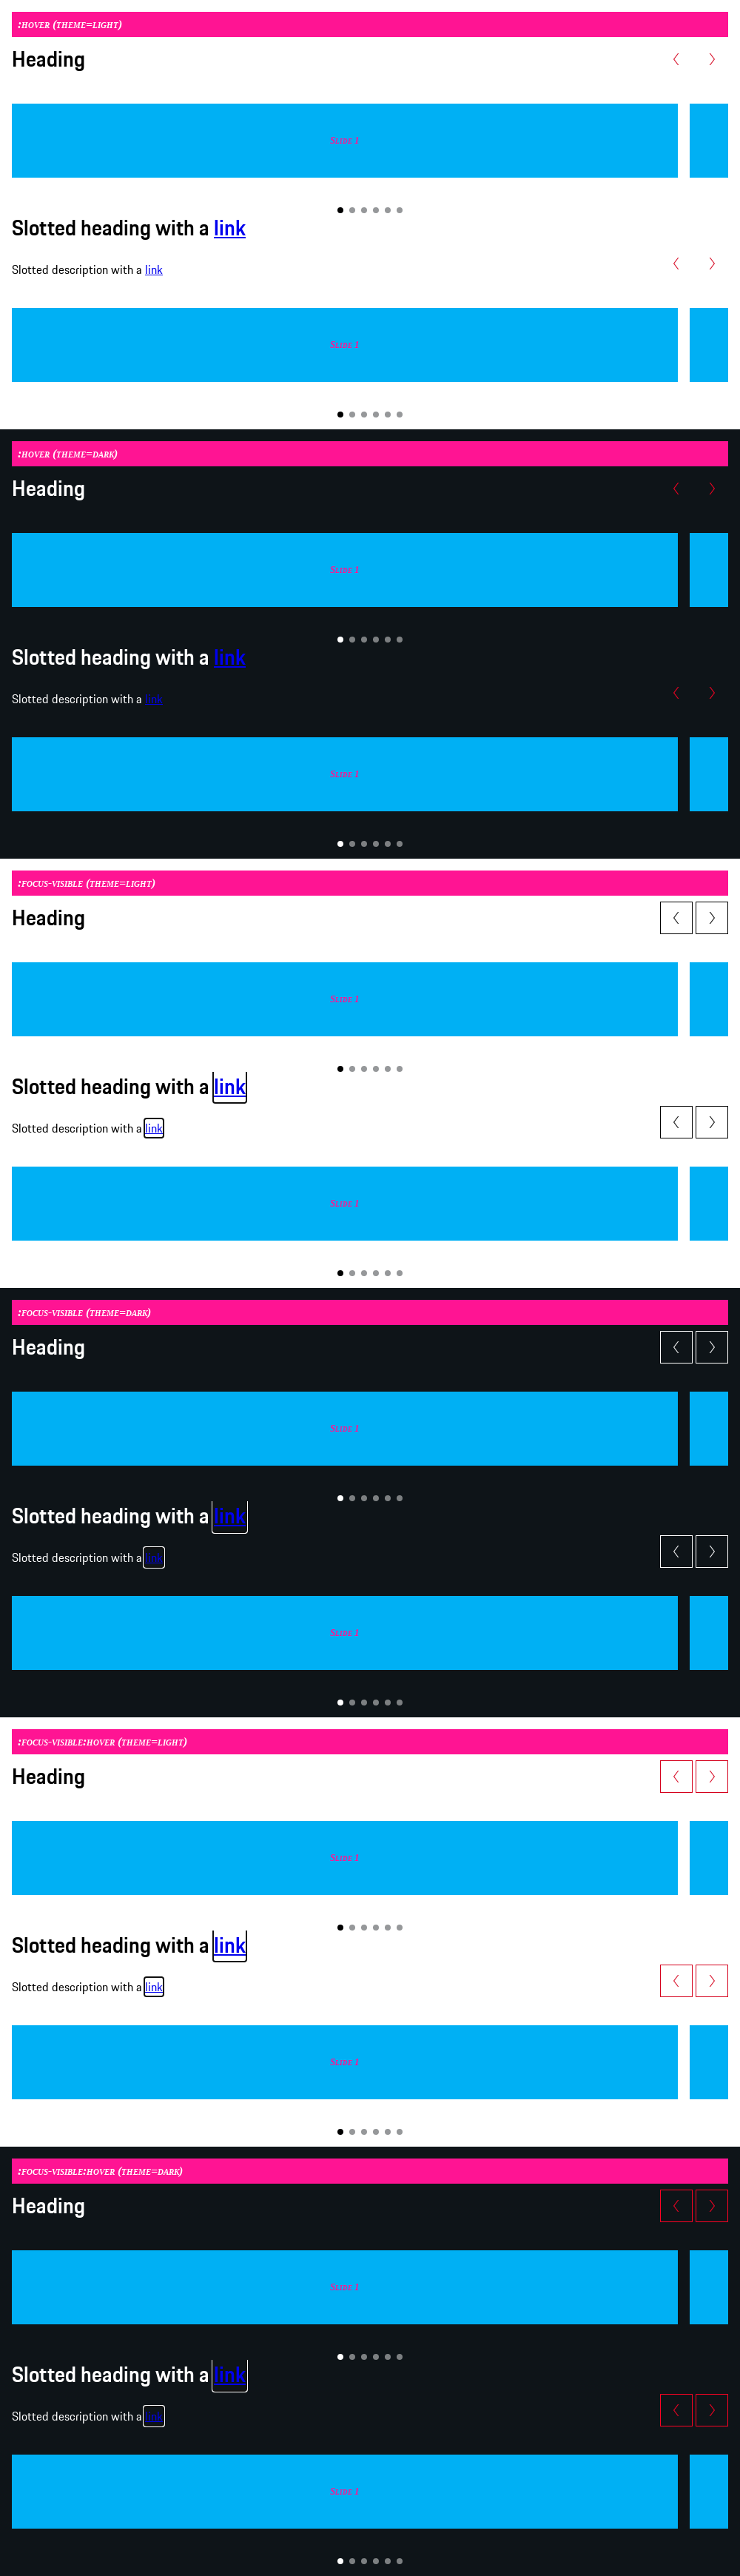 :hover (theme=light)
Heading
Slide 1
Slotted heading with a link
Slotted description with a link
Slide 1
:hover (theme=dark)
Heading
Slide 1
Slotted heading with a link
Slotted description with a link
Slide 1
:focus-visible (theme=light)
Heading
Slide 1
Slotted heading with a link
Slotted description with a link
Slide 1
:focus-visible (theme=dark)
Heading
Slide 1
Slotted heading with a link
Slotted description with a link
Slide 1
:focus-visible:hover (theme=light)
Heading
Slide 1
Slotted heading with a link
Slotted description with a link
Slide 1
:focus-visible:hover (theme=dark)
Heading
Slide 1
Slotted heading with a link
Slotted description with a link
Slide 1